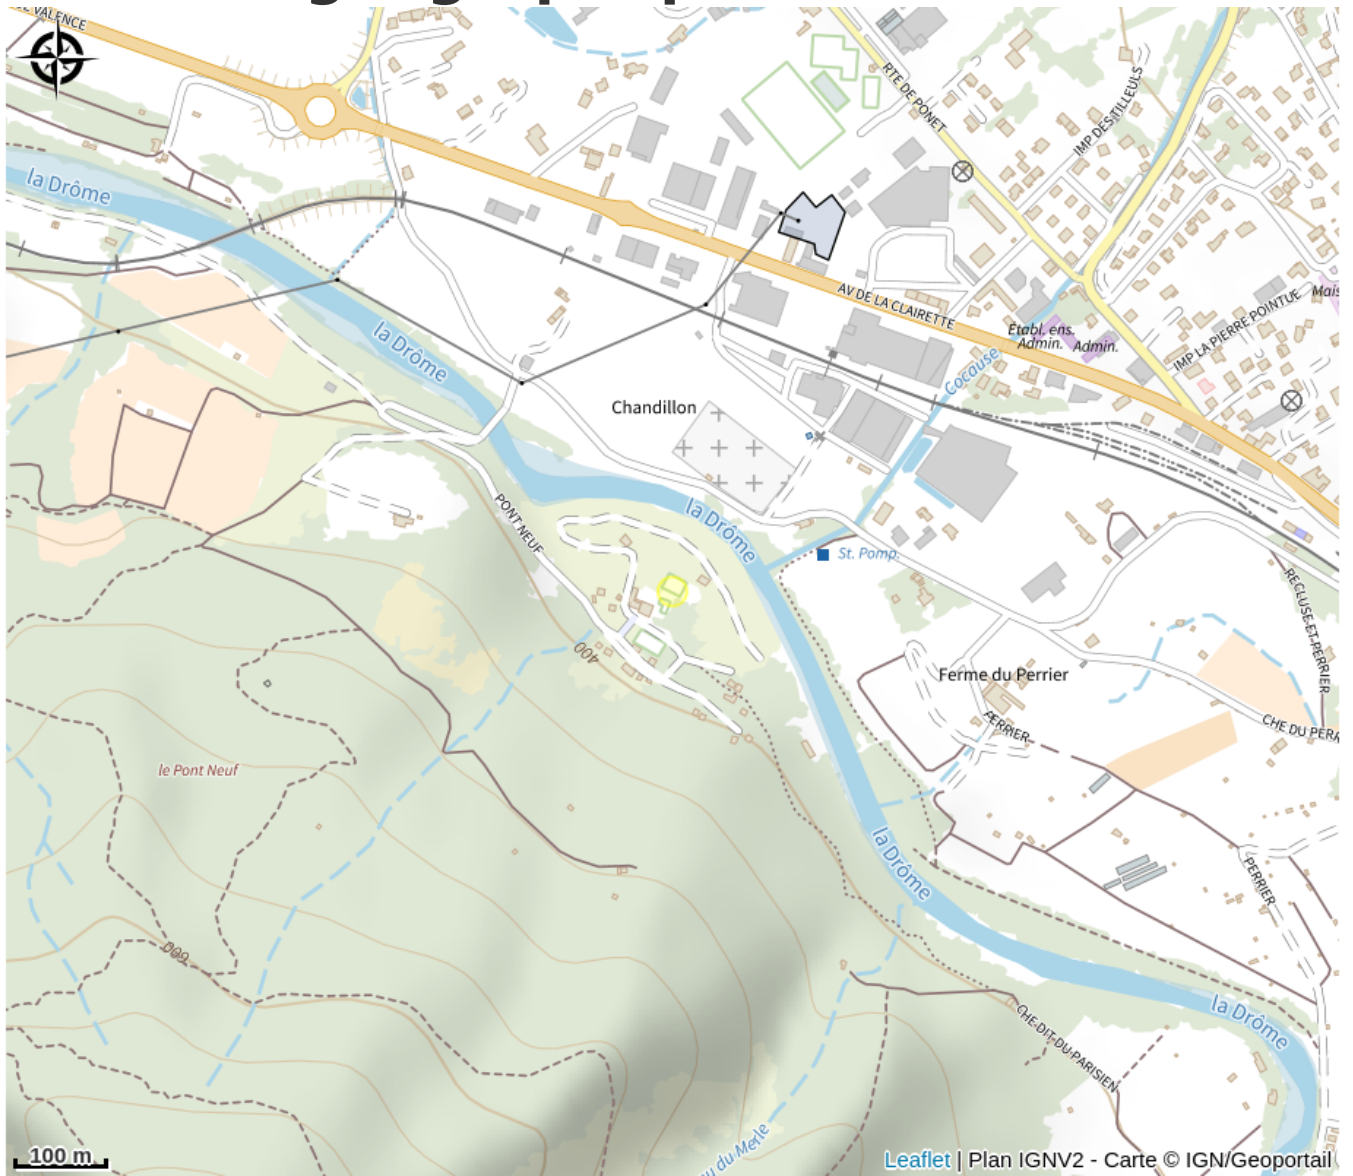 E VALENCE
RTE DE PONET
IMP DES TILLEULS
la Drôme
AV DE LA CLAIRETTE
IMP LA PIERRE POINTUE
Mais
Établ. ens.
Admin.
Admin.
la Drôme
Cocause
Chandillon
PONT NEUF
la Drôme
St. Pomp.
RECLUSE ET PERRIER
400
Ferme du Perrier
PERRIER
CHE DU PERR
le Pont Neuf
la Drôme
PERRIER
600
la Drôme
CHE DIT DU PARISIEN
u du Merle
100 m
Leaflet | Plan IGNV2 - Carte © IGN/Geoportail